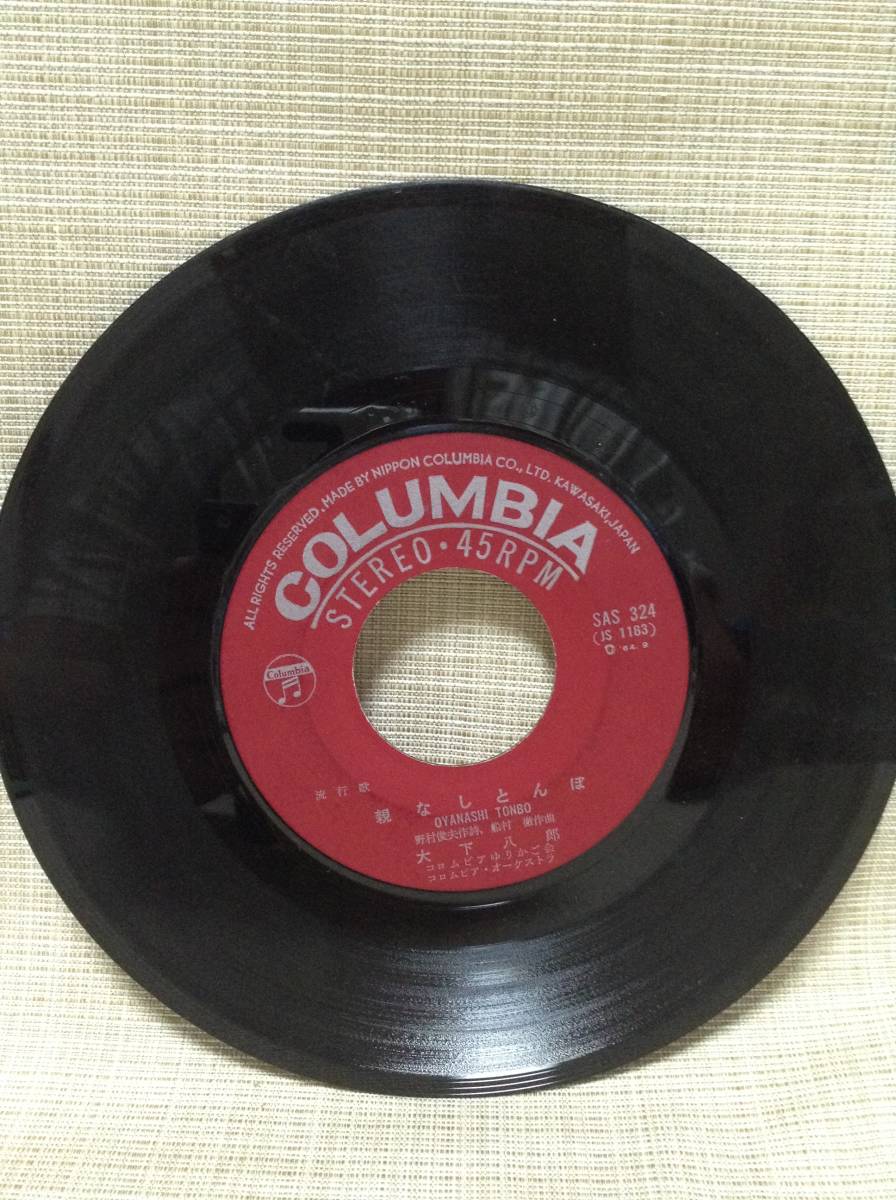 ALL RIGHTS RESERVED. MADE BY NIPPON COLUMBIA CO., LTD. KAWASAKI, JAPAN
COLUMBIA
STEREO・45RPM
SAS 324
(JS 1183)
℗ '64.9
Columbia
流行歌
親なしとんぼ
OYANASHI TONBO
野村俊夫作詩、船村 徹作曲
大下八郎
コロムビアゆりかご会
コロムビア・オーケストラ